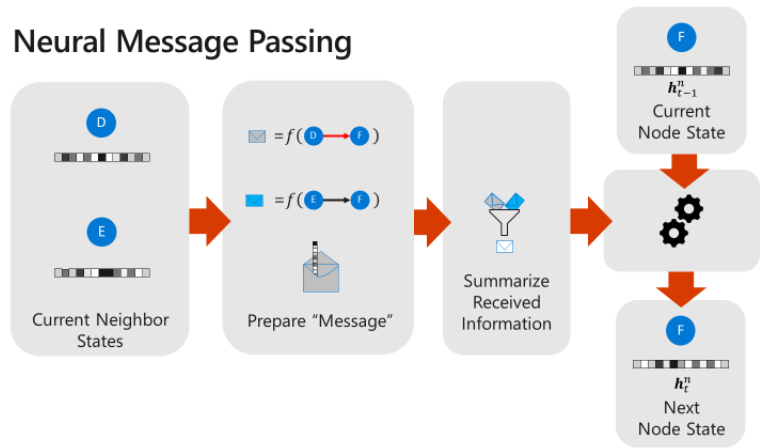 Neural Message Passing
D
E
Current Neighbor
States
= f( D F )
= f( E F )
Prepare “Message”
Summarize
Received
Information
F
h^n_{t-1}
Current
Node State
F
h^n_t
Next
Node State